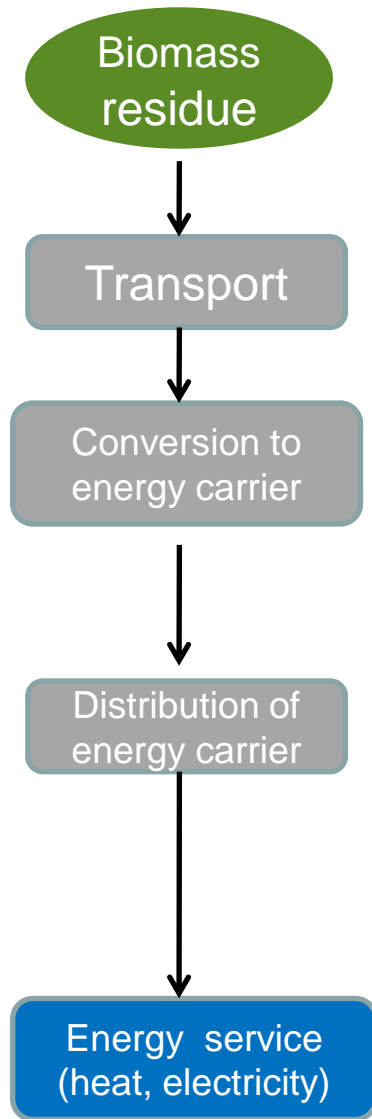 Biomass
residue
Transport
Conversion to
energy carrier
Distribution of
energy carrier
Energy service
(heat, electricity)